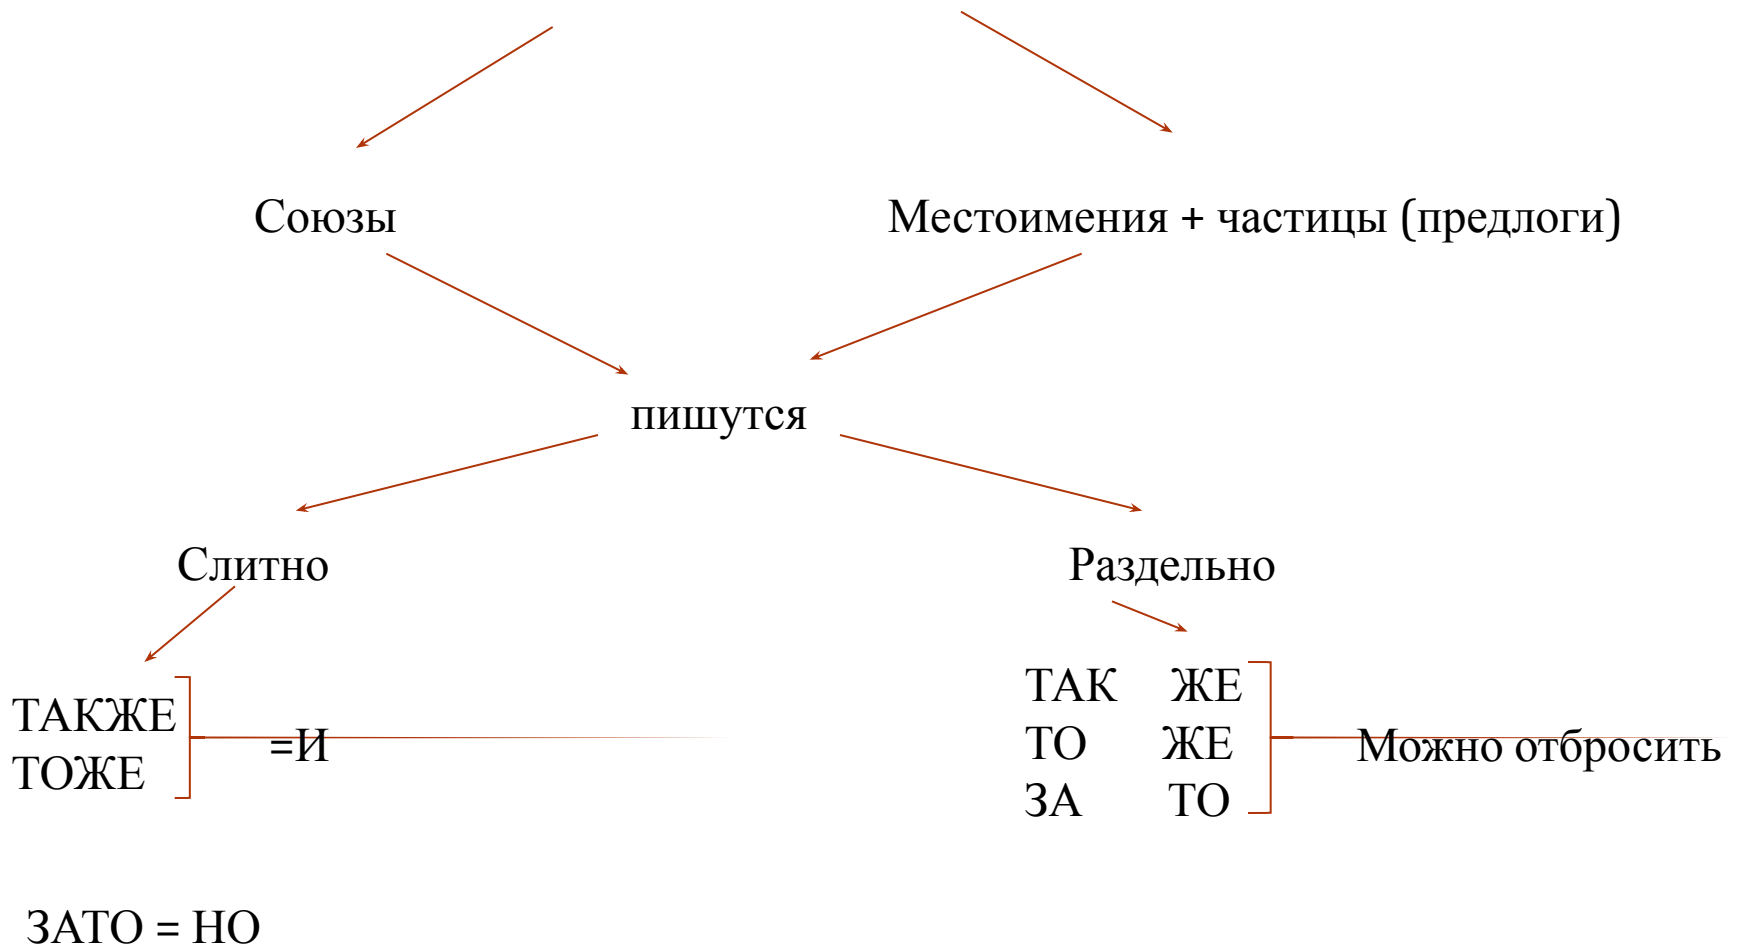 Союзы
Местоимения + частицы (предлоги)
пишутся
Слитно
Раздельно
ТАКЖЕ
ТОЖЕ
=И
ТАК ЖЕ
ТО ЖЕ
ЗА ТО
Можно отбросить
ЗАТО = НО